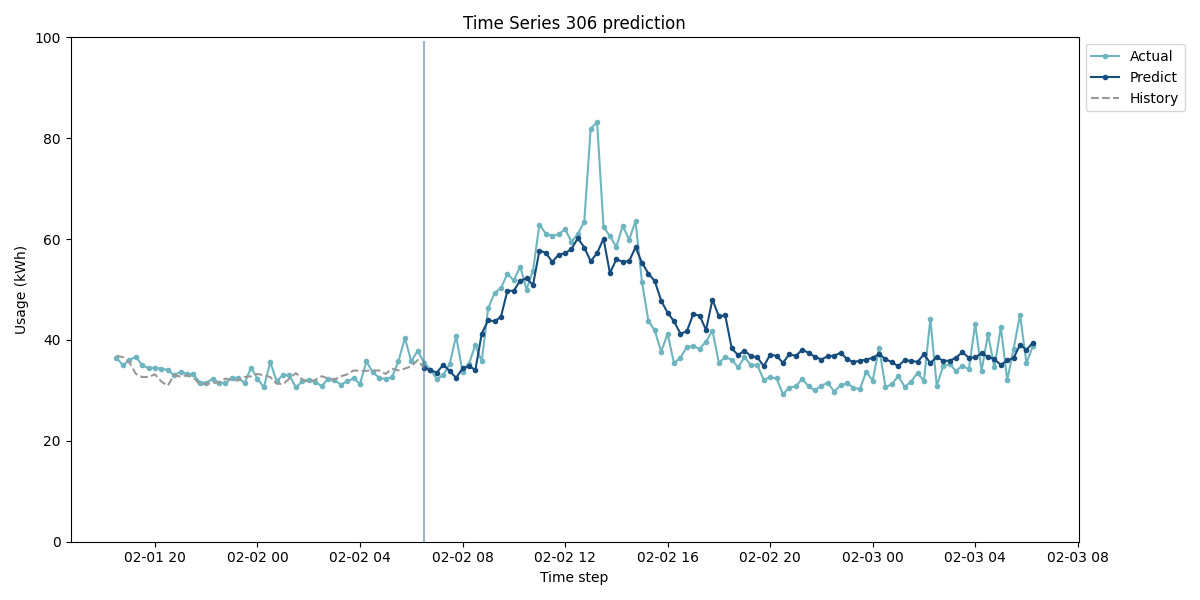 Time Series 306 prediction
100
80
60
40
20
0
Usage (kWh)
02-01 20
02-02 00
02-02 04
02-02 08
02-02 12
02-02 16
02-02 20
02-03 00
02-03 04
02-03 08
Time step
Actual
Predict
History